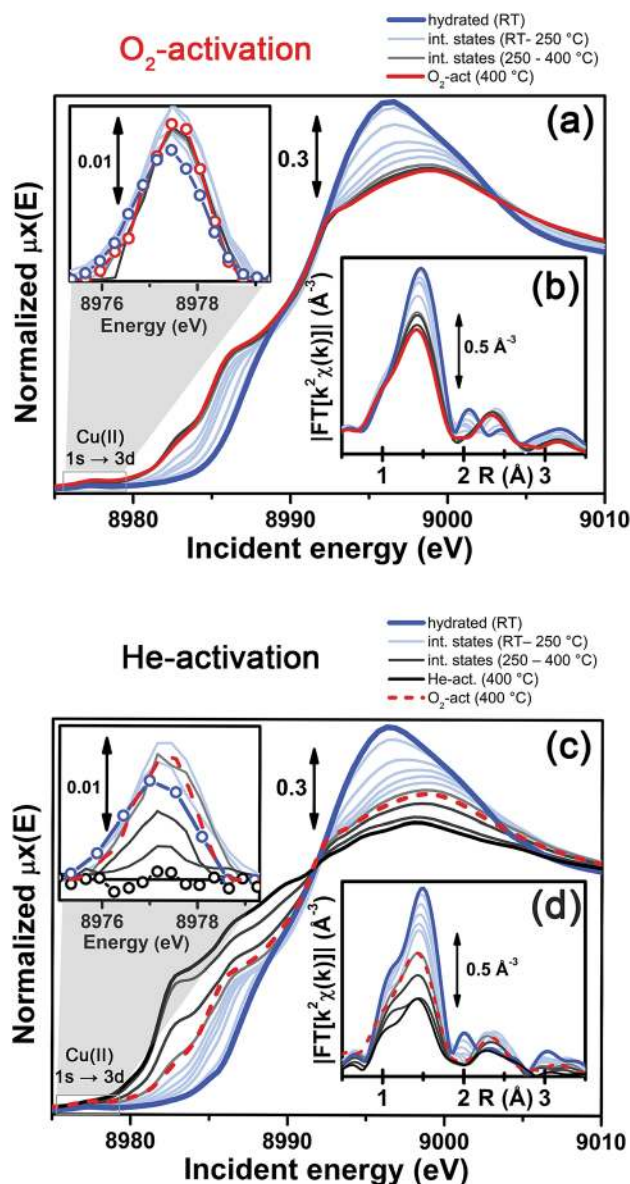 O₂-activation
hydrated (RT)
int. states (RT- 250 °C)
int. states (250 - 400 °C)
O₂-act (400 °C)
(a)
0.01
0.3
8976 8978
Energy (eV)
(b)
|FT[k²χ(k)]| (Å⁻³)
0.5 Å⁻³
1 2 R (Å) 3
Cu(II)
1s → 3d
Normalized μx(E)
8980 8990 9000 9010
Incident energy (eV)
He-activation
hydrated (RT)
int. states (RT– 250 °C)
int. states (250 – 400 °C)
He-act. (400 °C)
O₂-act (400 °C)
(c)
0.01
0.3
8976 8978
Energy (eV)
(d)
|FT[k²χ(k)]| (Å⁻³)
0.5 Å⁻³
1 2 R (Å) 3
Cu(II)
1s → 3d
Normalized μx(E)
8980 8990 9000 9010
Incident energy (eV)